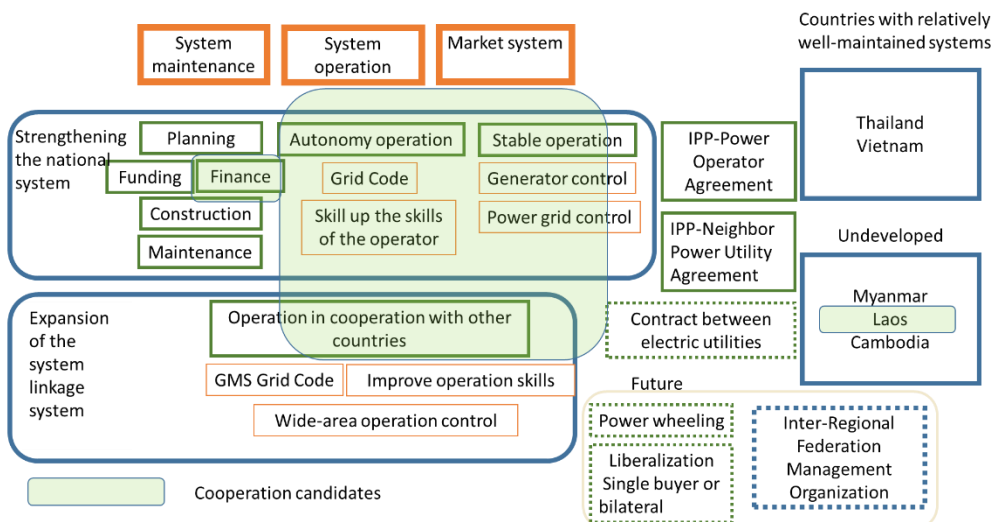 System
maintenance
System
operation
Market system
Countries with relatively
well-maintained systems
Strengthening
the national
system
Planning
Funding
Finance
Construction
Maintenance
Autonomy operation
Grid Code
Skill up the skills
of the operator
Stable operation
Generator control
Power grid control
IPP-Power
Operator
Agreement
IPP-Neighbor
Power Utility
Agreement
Thailand
Vietnam
Undeveloped
Myanmar
Laos
Cambodia
Expansion
of the
system
linkage
system
Operation in cooperation with other
countries
GMS Grid Code
Improve operation skills
Wide-area operation control
Contract between
electric utilities
Future
Power wheeling
Liberalization
Single buyer or
bilateral
Inter-Regional
Federation
Management
Organization
Cooperation candidates